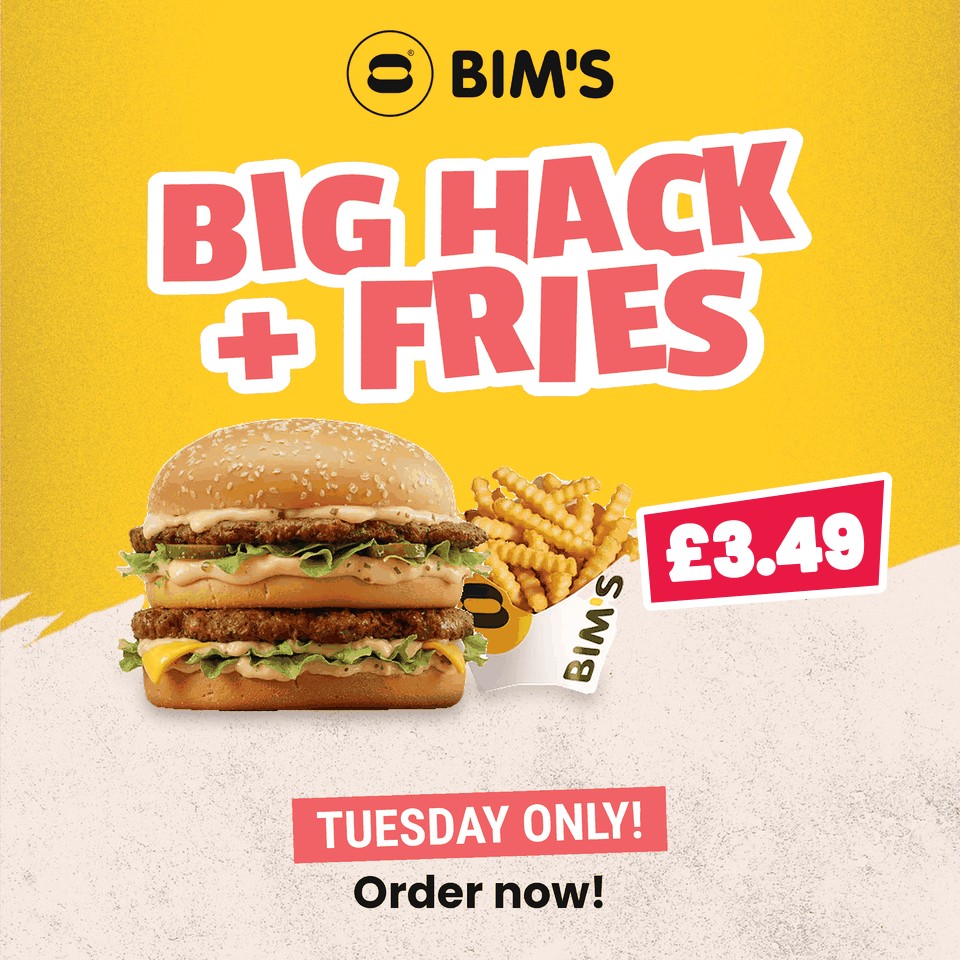 BIM'S
BIG HACK
+ FRIES
£3.49
BIM'S
TUESDAY ONLY!
Order now!